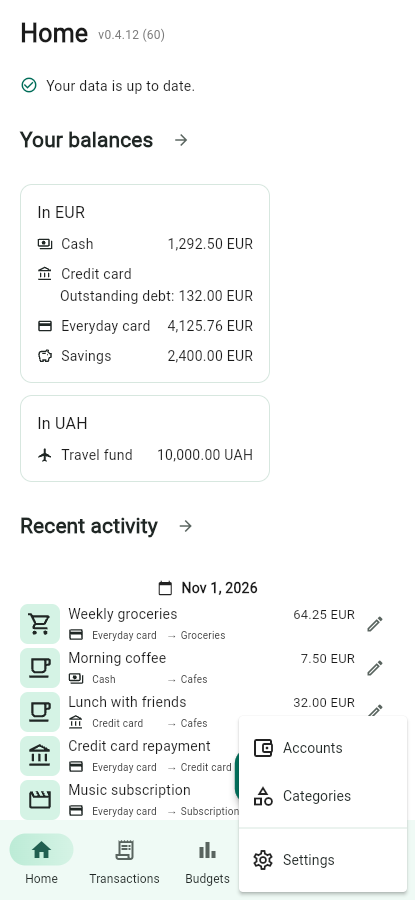 Home v0.4.12 (60)
Your data is up to date.
Your balances →
In EUR
Cash 1,292.50 EUR
Credit card
Outstanding debt: 132.00 EUR
Everyday card 4,125.76 EUR
Savings 2,400.00 EUR
In UAH
Travel fund 10,000.00 UAH
Recent activity →
Nov 1, 2026
Weekly groceries 64.25 EUR
Everyday card → Groceries
Morning coffee 7.50 EUR
Cash → Cafes
Lunch with friends 32.00 EUR
Credit card → Cafes
Credit card repayment
Everyday card → Credit card
Music subscription
Everyday card → Subscription
Accounts
Categories
Settings
Home Transactions Budgets